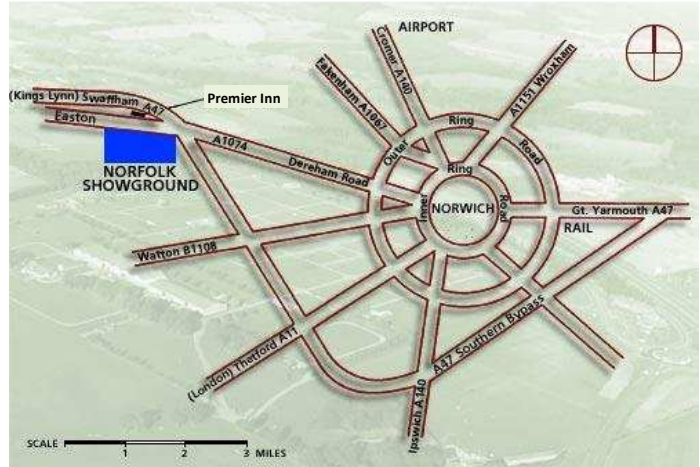 AIRPORT
Cromer A140
Fakenham A1067
A1151 Wroxham
(Kings Lynn) Swaffham A47
Premier Inn
Easton
A1074
Dereham Road
NORFOLK
SHOWGROUND
Outer
Ring
Road
Inner
Ring
Road
NORWICH
Gt. Yarmouth A47
RAIL
Watton B1108
(London) Thetford A11
A47 Southern Bypass
Ipswich A140
SCALE
1
2
3 MILES